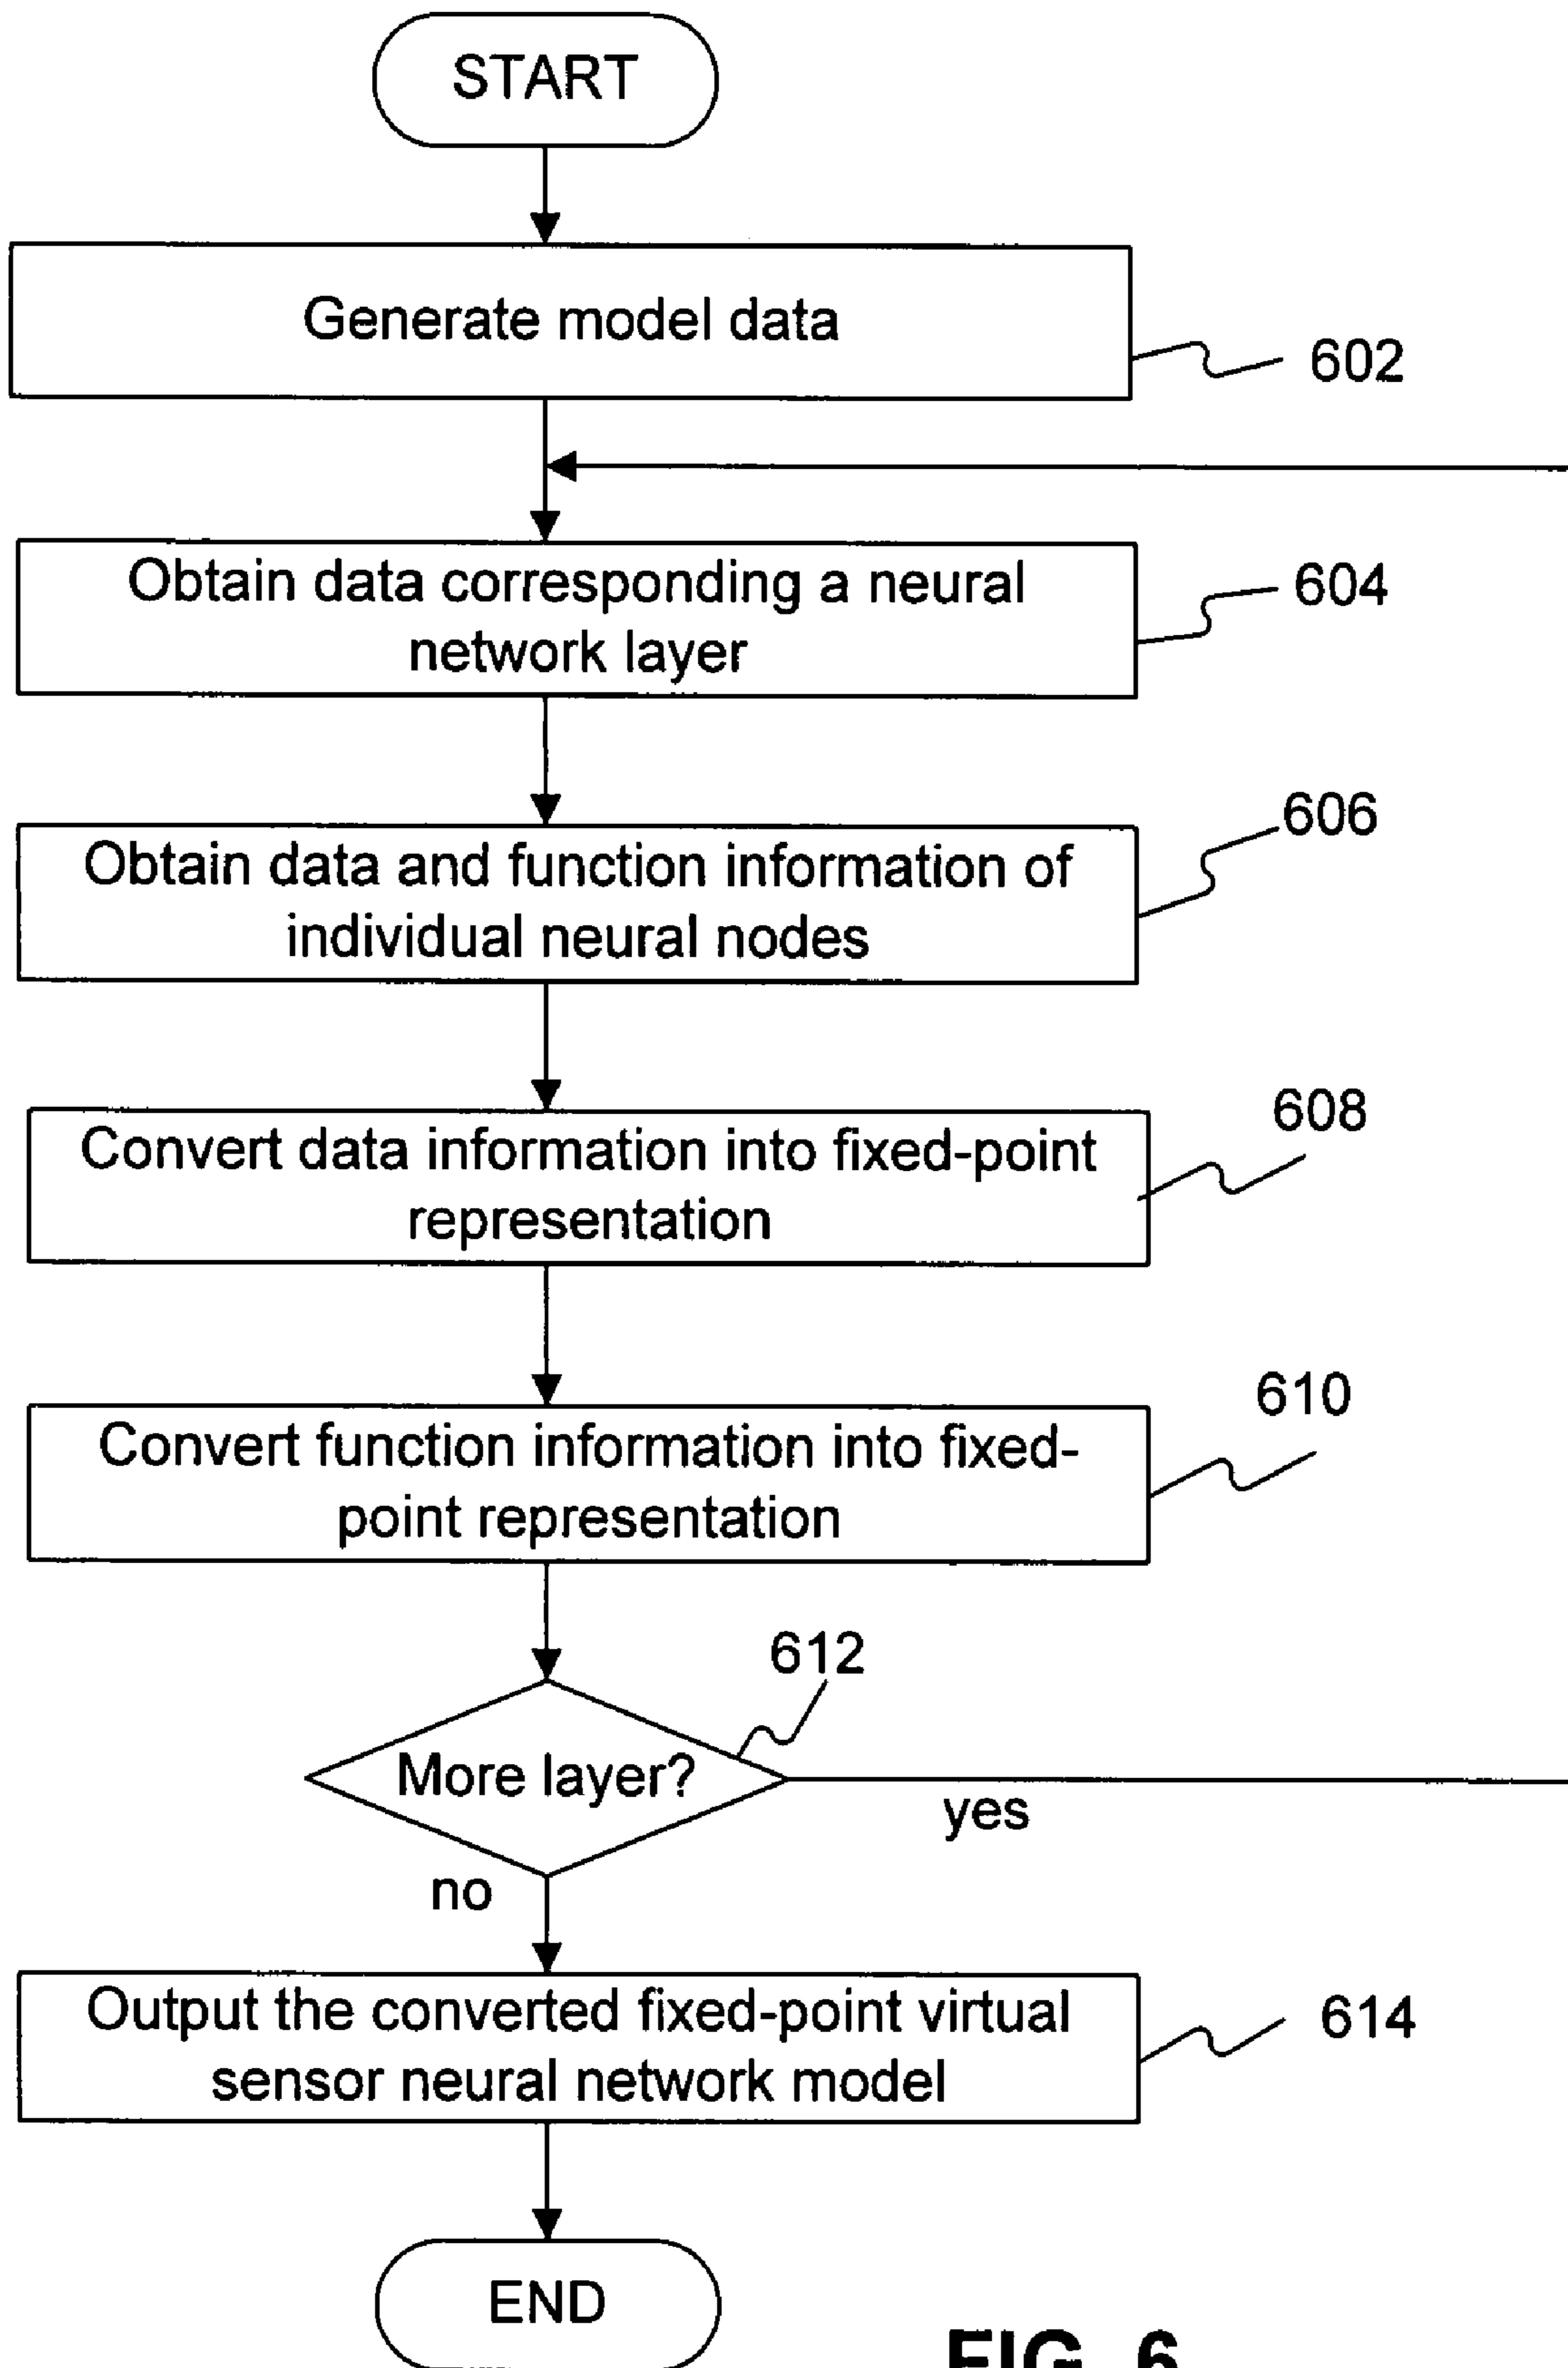 START
Generate model data
602
Obtain data corresponding a neural
network layer
604
Obtain data and function information of
individual neural nodes
606
Convert data information into fixed-point
representation
608
Convert function information into fixed-
point representation
610
612
More layer?
yes
no
Output the converted fixed-point virtual
sensor neural network model
614
END
FIG. 6